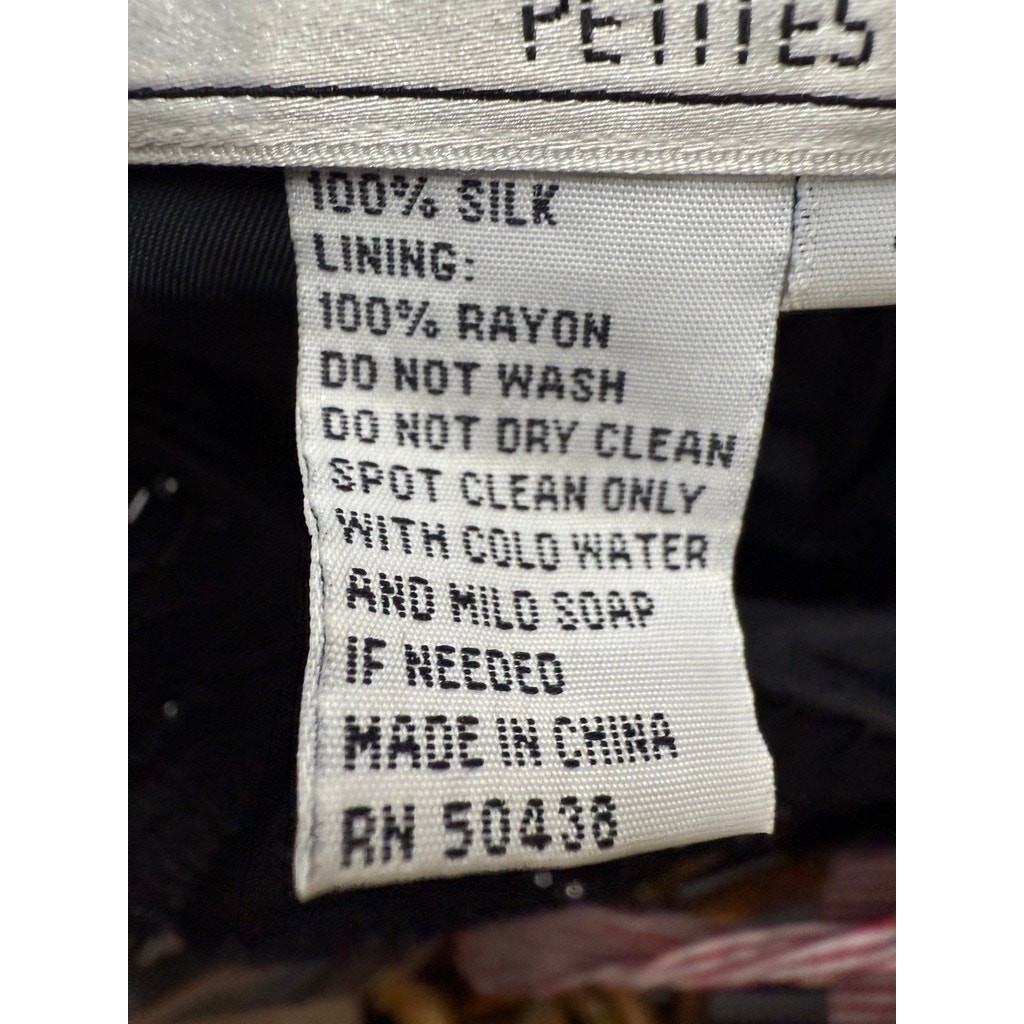 PETITES
100% SILK
LINING:
100% RAYON
DO NOT WASH
DO NOT DRY CLEAN
SPOT CLEAN ONLY
WITH COLD WATER
AND MILD SOAP
IF NEEDED
MADE IN CHINA
RN 50438